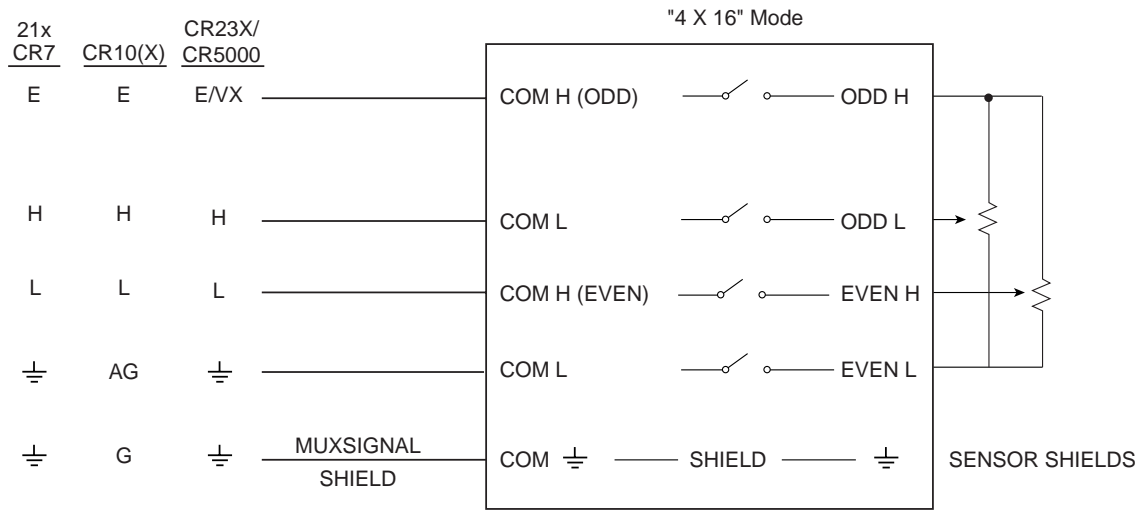 "4 X 16" Mode
21x
CR7
CR10(X)
CR23X/
CR5000
E E E/VX COM H (ODD) ODD H
H H H COM L ODD L
L L L COM H (EVEN) EVEN H
AG COM L EVEN L
G MUXSIGNAL
SHIELD
COM SHIELD SENSOR SHIELDS